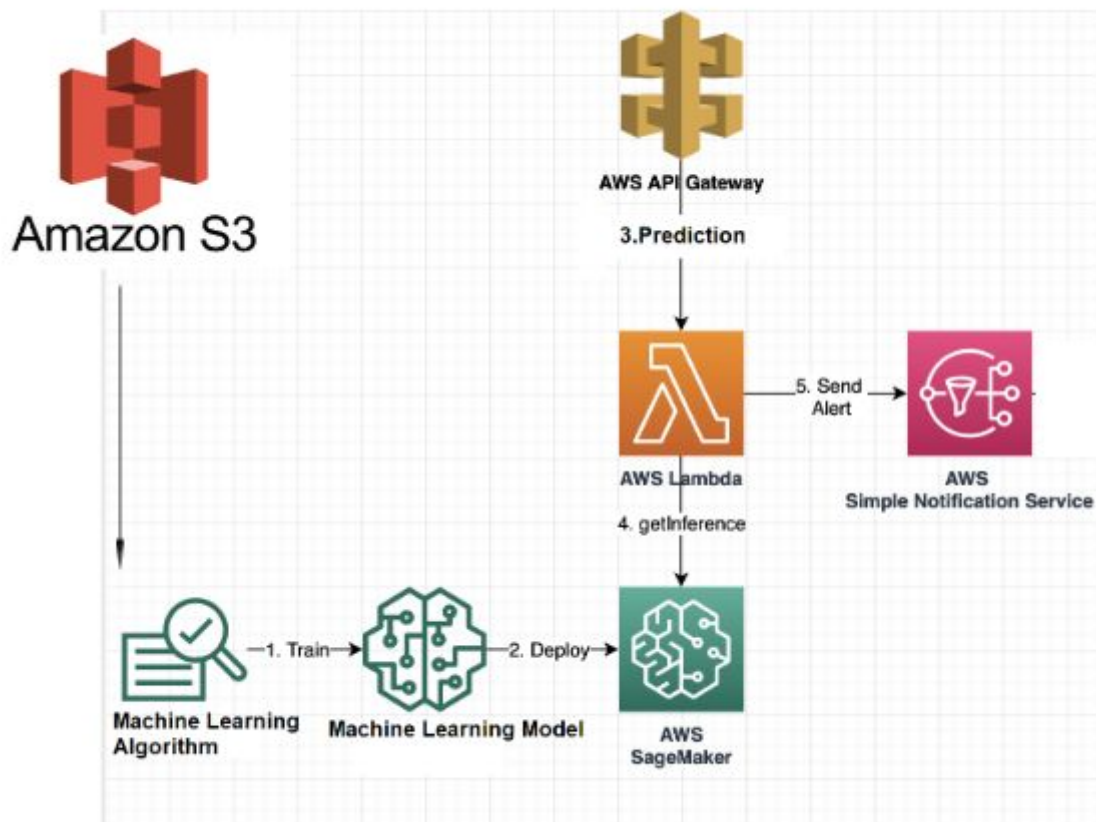 Amazon S3
AWS API Gateway
3.Prediction
AWS Lambda
5. Send
Alert
AWS
Simple Notification Service
4. getInference
1. Train
2. Deploy
Machine Learning
Algorithm
Machine Learning Model
AWS
SageMaker